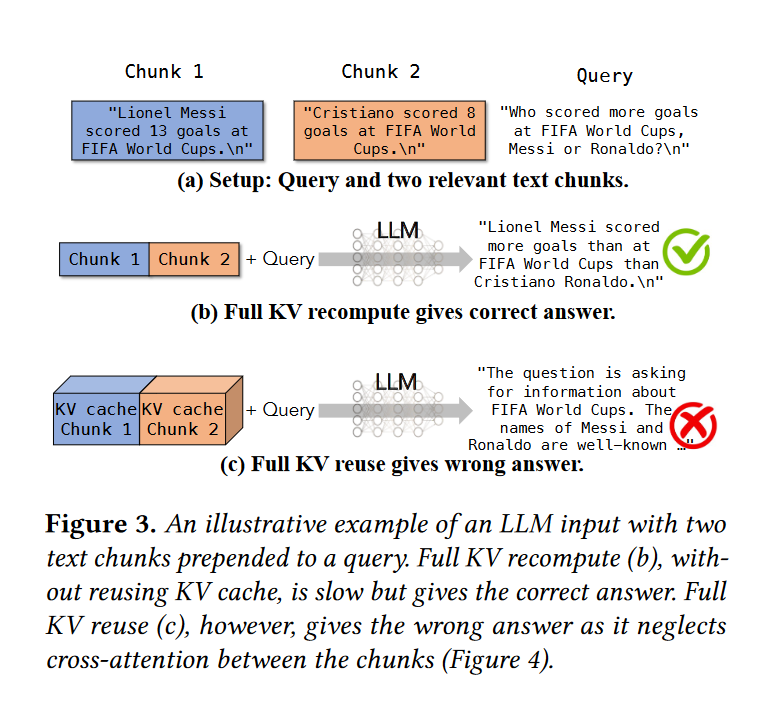 Chunk 1
Chunk 2
Query
"Lionel Messi
scored 13 goals at
FIFA World Cups.\n"
"Cristiano scored 8
goals at FIFA World
Cups.\n"
"Who scored more goals
at FIFA World Cups,
Messi or Ronaldo?\n"
(a) Setup: Query and two relevant text chunks.
Chunk 1
Chunk 2
+ Query
LLM
"Lionel Messi scored
more goals than at
FIFA World Cups than
Cristiano Ronaldo.\n"
(b) Full KV recompute gives correct answer.
KV cache
Chunk 1
KV cache
Chunk 2
+ Query
LLM
"The question is asking
for information about
FIFA World Cups. The
names of Messi and
Ronaldo are well-known …"
(c) Full KV reuse gives wrong answer.
Figure 3. An illustrative example of an LLM input with two
text chunks prepended to a query. Full KV recompute (b), with-
out reusing KV cache, is slow but gives the correct answer. Full
KV reuse (c), however, gives the wrong answer as it neglects
cross-attention between the chunks (Figure 4).